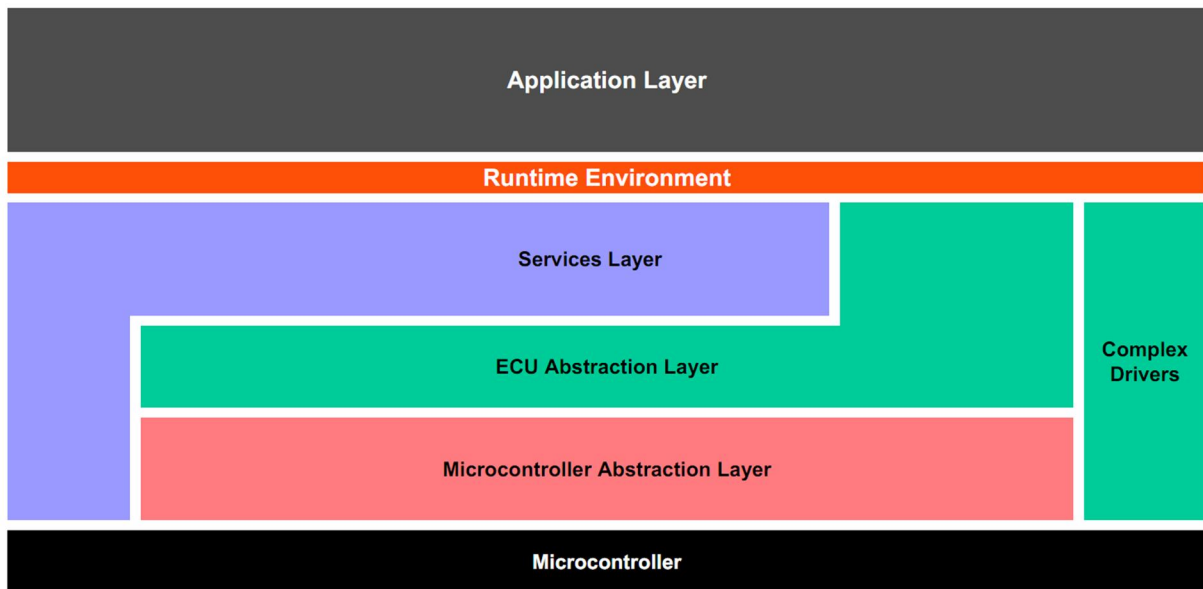 Application Layer
Runtime Environment
Services Layer
ECU Abstraction Layer
Complex
Drivers
Microcontroller Abstraction Layer
Microcontroller